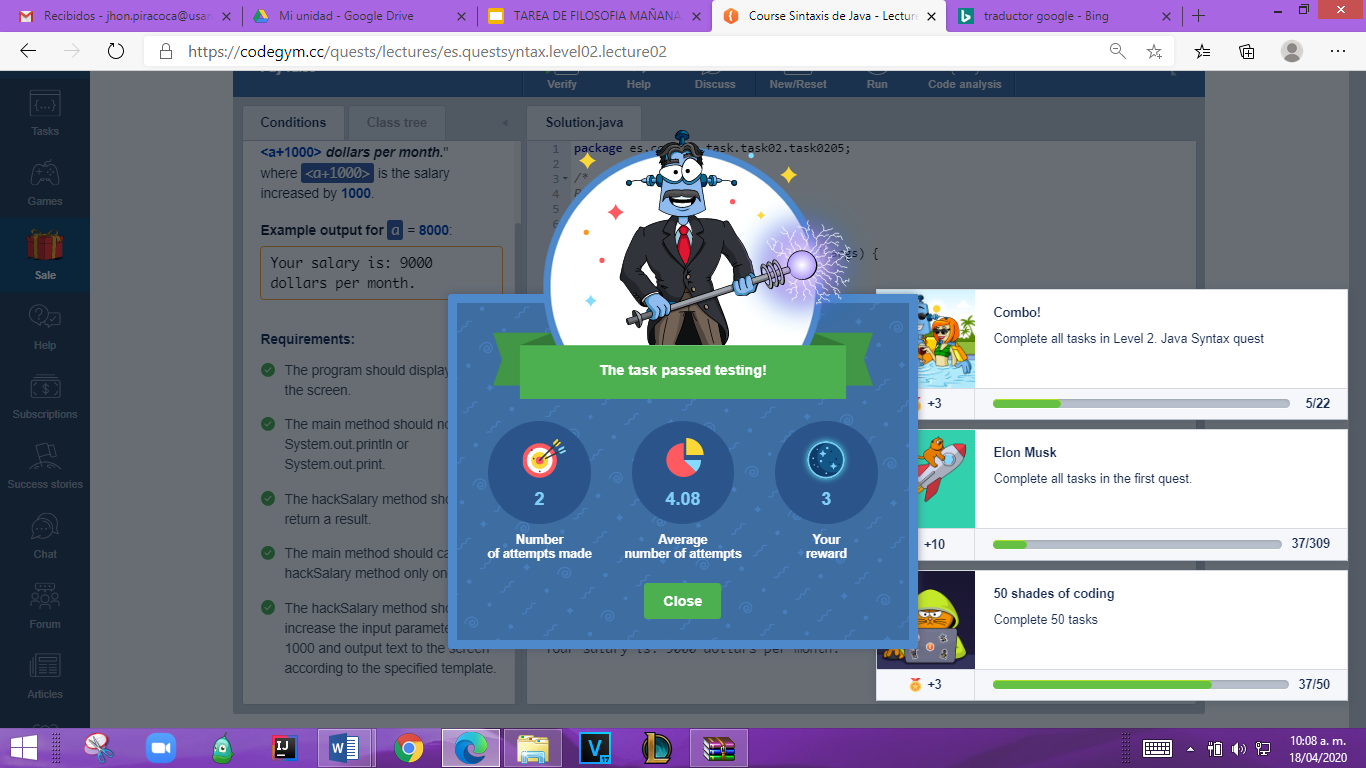 Recibidos - jhon.piracoca@usan
Mi unidad - Google Drive
TAREA DE FILOSOFIA MAÑANA
Course Sintaxis de Java - Lecture
traductor google - Bing
https://codegym.cc/quests/lectures/es.questsyntax.level02.lecture02
Verify
Help
Discuss
New/Reset
Run
Code analysis
Tasks
Games
Sale
Help
Subscriptions
Success stories
Chat
Forum
Articles
Conditions
Class tree
<a+1000> dollars per month."
where <a+1000> is the salary
increased by 1000.
Example output for a = 8000:
Your salary is: 9000
dollars per month.
Requirements:
The program should display
the screen.
The main method should
System.out.println or
System.out.print.
The hackSalary method
return a result.
The main method should
hackSalary method only
The hackSalary method
increase the input
1000 and output text to the screen
according to the specified template.
Solution.java
1 package task.task02.task0205;
2
3 /*
4
5
) {
Your salary is: 9000 dollars per month.
The task passed testing!
2
Number
of attempts made
4.08
Average
number of attempts
3
Your
reward
Close
Combo!
Complete all tasks in Level 2. Java Syntax quest
+3
5/22
Elon Musk
Complete all tasks in the first quest.
+10
37/309
50 shades of coding
Complete 50 tasks
+3
37/50
10:08 a. m.
18/04/2020